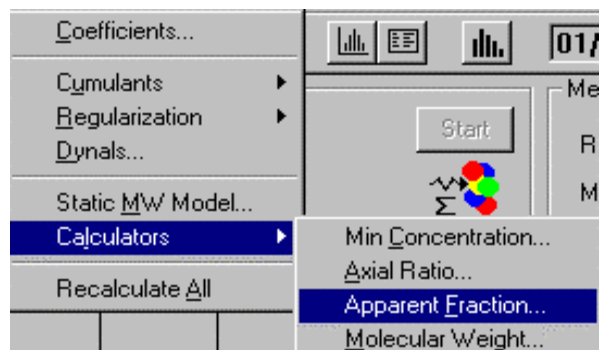 Coefficients...
Cumulants
Regularization
Dynals...
Static MW Model...
Calculators
Recalculate All
01/
Start
Σ
Me
R
M
Min Concentration...
Axial Ratio...
Apparent Fraction...
Molecular Weight...